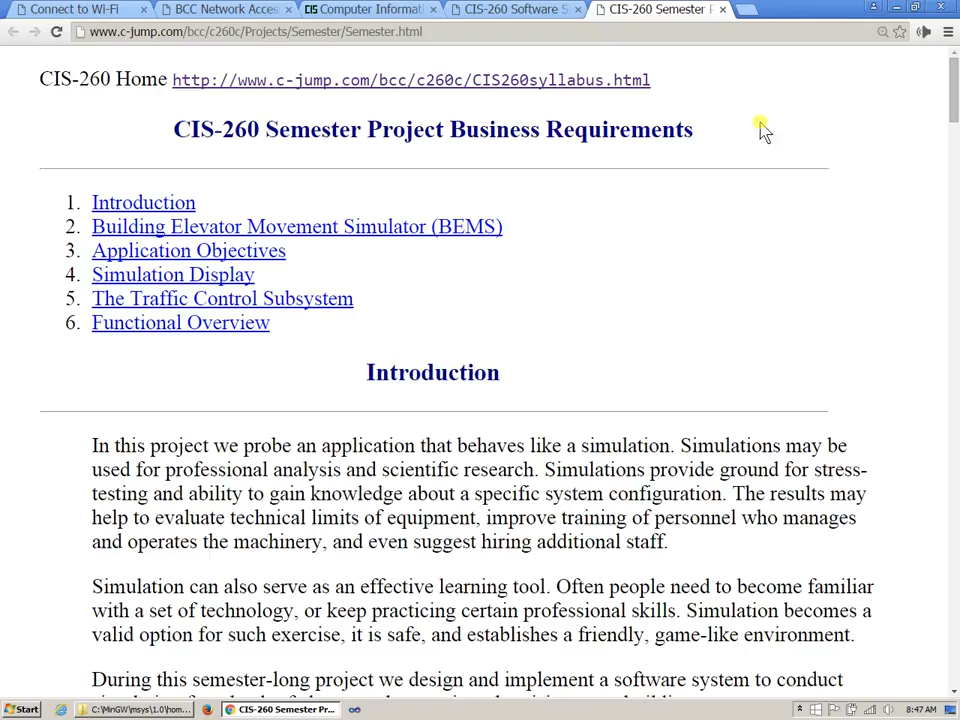 Connect to Wi-Fi
BCC Network Acces
CIS Computer Informati
CIS-260 Software S
CIS-260 Semester P
www.c-jump.com/bcc/c260c/Projects/Semester/Semester.html
CIS-260 Home http://www.c-jump.com/bcc/c260c/CIS260syllabus.html
CIS-260 Semester Project Business Requirements
1. Introduction
2. Building Elevator Movement Simulator (BEMS)
3. Application Objectives
4. Simulation Display
5. The Traffic Control Subsystem
6. Functional Overview
Introduction
In this project we probe an application that behaves like a simulation. Simulations may be
used for professional analysis and scientific research. Simulations provide ground for stress-
testing and ability to gain knowledge about a specific system configuration. The results may
help to evaluate technical limits of equipment, improve training of personnel who manages
and operates the machinery, and even suggest hiring additional staff.
Simulation can also serve as an effective learning tool. Often people need to become familiar
with a set of technology, or keep practicing certain professional skills. Simulation becomes a
valid option for such exercise, it is safe, and establishes a friendly, game-like environment.
During this semester-long project we design and implement a software system to conduct
Start
C:\MinGW\msys\1.0\hom...
CIS-260 Semester Pr...
8:47 AM